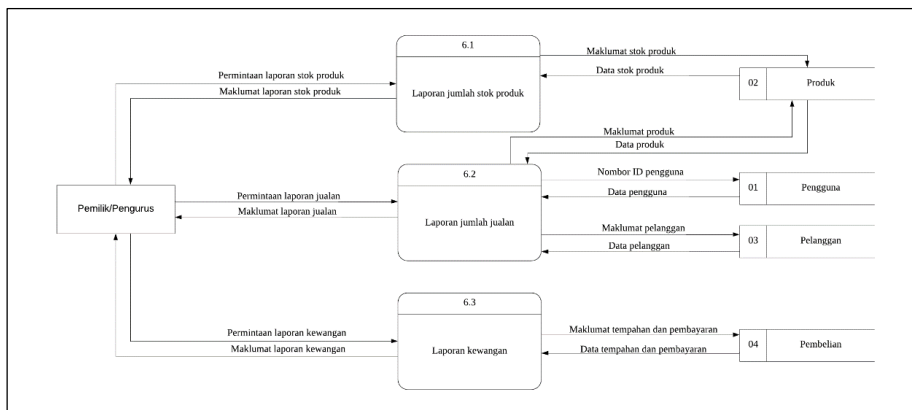 6.1
Laporan jumlah stok produk
Permintaan laporan stok produk
Maklumat laporan stok produk
Maklumat stok produk
Data stok produk
02
Produk
Maklumat produk
Data produk
6.2
Laporan jumlah jualan
Pemilik/Pengurus
Permintaan laporan jualan
Maklumat laporan jualan
Nombor ID pengguna
Data pengguna
01
Pengguna
Maklumat pelanggan
Data pelanggan
03
Pelanggan
6.3
Laporan kewangan
Permintaan laporan kewangan
Maklumat laporan kewangan
Maklumat tempahan dan pembayaran
Data tempahan dan pembayaran
04
Pembelian